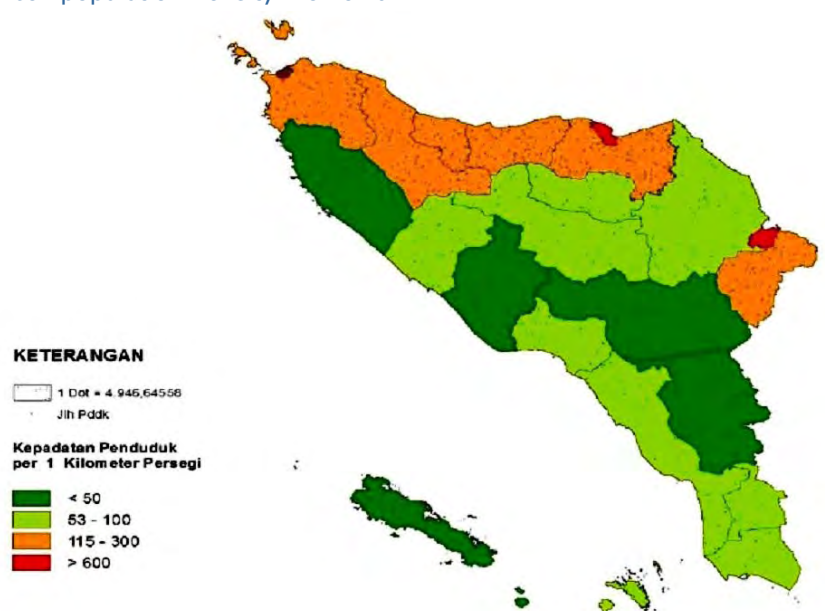 KETERANGAN
1 Dot = 4.946,64558
Jlh Pddk
Kepadatan Penduduk
per 1 Kilometer Persegi
< 50
53 - 100
115 - 300
> 600